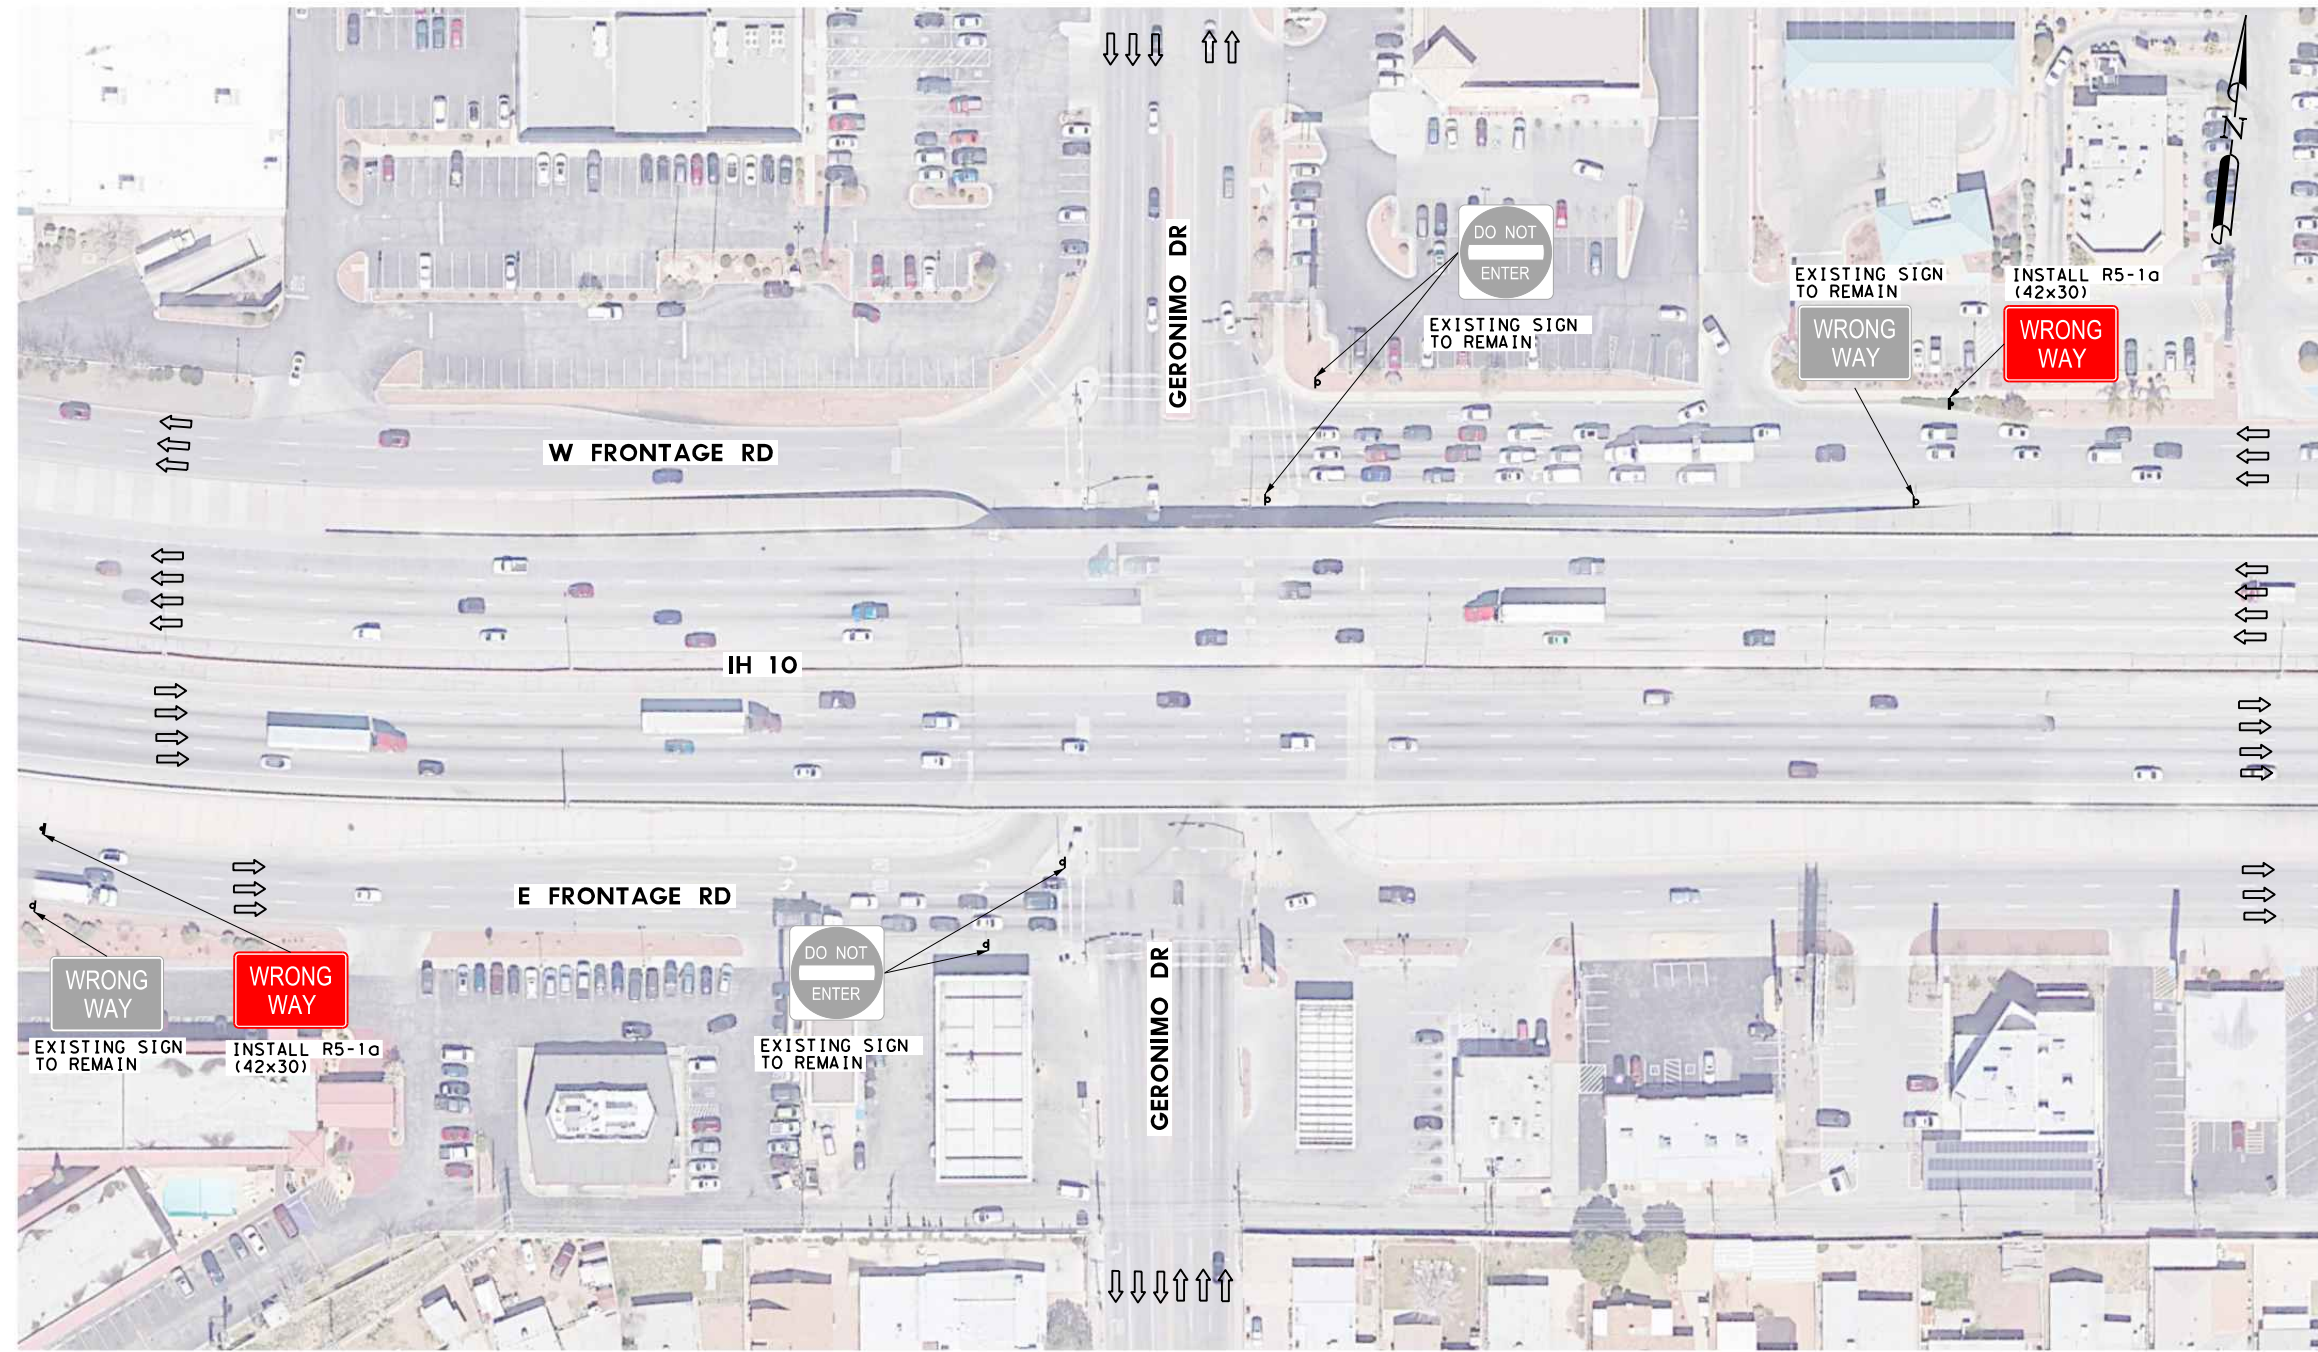 GERONIMO DR
DO NOT
ENTER
EXISTING SIGN
TO REMAIN
EXISTING SIGN
TO REMAIN
WRONG
WAY
INSTALL R5-1a
(42x30)
WRONG
WAY
N
W FRONTAGE RD
IH 10
E FRONTAGE RD
WRONG
WAY
EXISTING SIGN
TO REMAIN
WRONG
WAY
INSTALL R5-1a
(42x30)
DO NOT
ENTER
EXISTING SIGN
TO REMAIN
GERONIMO DR